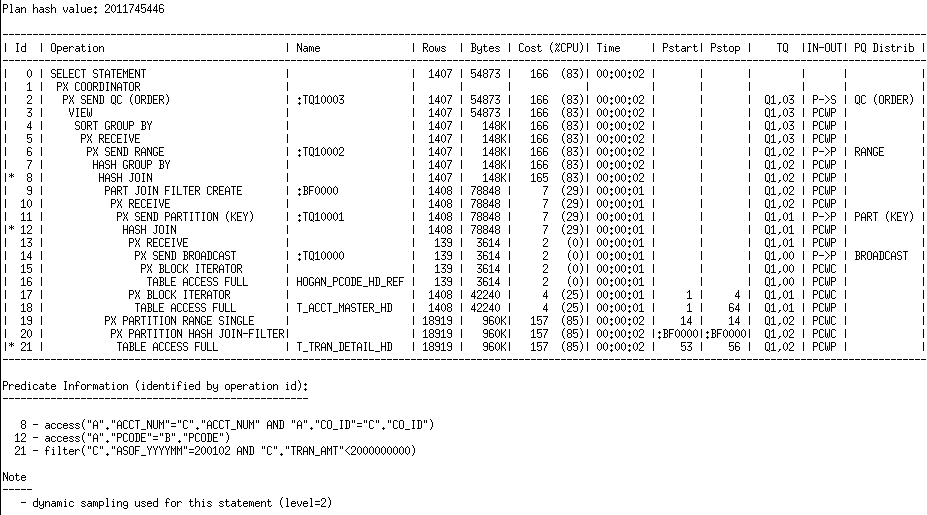 Plan hash value: 2011745446
| Id | Operation | Name | Rows | Bytes | Cost (%CPU)| Time | Pstart| Pstop | TQ |IN-OUT| PQ Distrib |
| 0 | SELECT STATEMENT | | 1407 | 54873 | 166 (83)| 00:00:02 | | | | | |
| 1 | PX COORDINATOR | | | | | | | | | | |
| 2 | PX SEND QC (ORDER) | :TQ10003 | 1407 | 54873 | 166 (83)| 00:00:02 | | | Q1,03 | P->S | QC (ORDER) |
| 3 | VIEW | | 1407 | 54873 | 166 (83)| 00:00:02 | | | Q1,03 | PCWP | |
| 4 | SORT GROUP BY | | 1407 | 148K| 166 (83)| 00:00:02 | | | Q1,03 | PCWP | |
| 5 | PX RECEIVE | | 1407 | 148K| 166 (83)| 00:00:02 | | | Q1,03 | PCWP | |
| 6 | PX SEND RANGE | :TQ10002 | 1407 | 148K| 166 (83)| 00:00:02 | | | Q1,02 | P->P | RANGE |
| 7 | HASH GROUP BY | | 1407 | 148K| 166 (83)| 00:00:02 | | | Q1,02 | PCWP | |
|* 8 | HASH JOIN | | 1407 | 148K| 165 (83)| 00:00:02 | | | Q1,02 | PCWP | |
| 9 | PART JOIN FILTER CREATE | :BF0000 | 1408 | 78848 | 7 (29)| 00:00:01 | | | Q1,02 | PCWP | |
| 10 | PX RECEIVE | | 1408 | 78848 | 7 (29)| 00:00:01 | | | Q1,02 | PCWP | |
| 11 | PX SEND PARTITION (KEY) | :TQ10001 | 1408 | 78848 | 7 (29)| 00:00:01 | | | Q1,01 | P->P | PART (KEY) |
|* 12 | HASH JOIN | | 1408 | 78848 | 7 (29)| 00:00:01 | | | Q1,01 | PCWP | |
| 13 | PX RECEIVE | | 139 | 3614 | 2 (0)| 00:00:01 | | | Q1,01 | PCWP | |
| 14 | PX SEND BROADCAST | :TQ10000 | 139 | 3614 | 2 (0)| 00:00:01 | | | Q1,00 | P->P | BROADCAST |
| 15 | PX BLOCK ITERATOR | | 139 | 3614 | 2 (0)| 00:00:01 | | | Q1,00 | PCWC | |
| 16 | TABLE ACCESS FULL | HOGAN_PCODE_HD_REF | 139 | 3614 | 2 (0)| 00:00:01 | | | Q1,00 | PCWP | |
| 17 | PX BLOCK ITERATOR | | 1408 | 42240 | 4 (25)| 00:00:01 | 1 | 4 | Q1,01 | PCWC | |
| 18 | TABLE ACCESS FULL | T_ACCT_MASTER_HD | 1408 | 42240 | 4 (25)| 00:00:01 | 1 | 64 | Q1,01 | PCWP | |
| 19 | PX PARTITION RANGE SINGLE | | 18919 | 960K| 157 (85)| 00:00:02 | 14 | 14 | Q1,02 | PCWC | |
| 20 | PX PARTITION HASH JOIN-FILTER| | 18919 | 960K| 157 (85)| 00:00:02 |:BF0000|:BF0000| Q1,02 | PCWC | |
|* 21 | TABLE ACCESS FULL | T_TRAN_DETAIL_HD | 18919 | 960K| 157 (85)| 00:00:02 | 53 | 56 | Q1,02 | PCWP | |
Predicate Information (identified by operation id):
8 - access("A"."ACCT_NUM"="C"."ACCT_NUM" AND "A"."CO_ID"="C"."CO_ID")
12 - access("A"."PCODE"="B"."PCODE")
21 - filter("C"."ASOF_YYYYMM"=200102 AND "C"."TRAN_AMT"<2000000000)
Note
- dynamic sampling used for this statement (level=2)